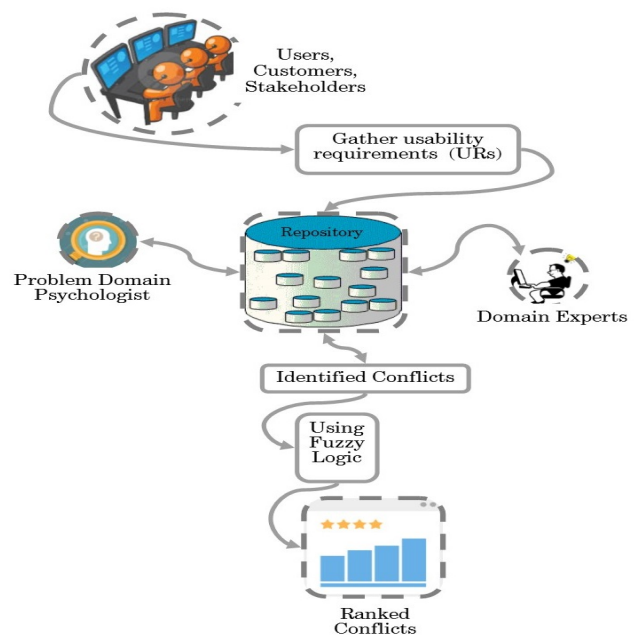 Users,
Customers,
Stakeholders
Gather usability
requirements (URs)
Repository
Problem Domain
Psychologist
Domain Experts
Identified Conflicts
Using
Fuzzy
Logic
Ranked
Conflicts